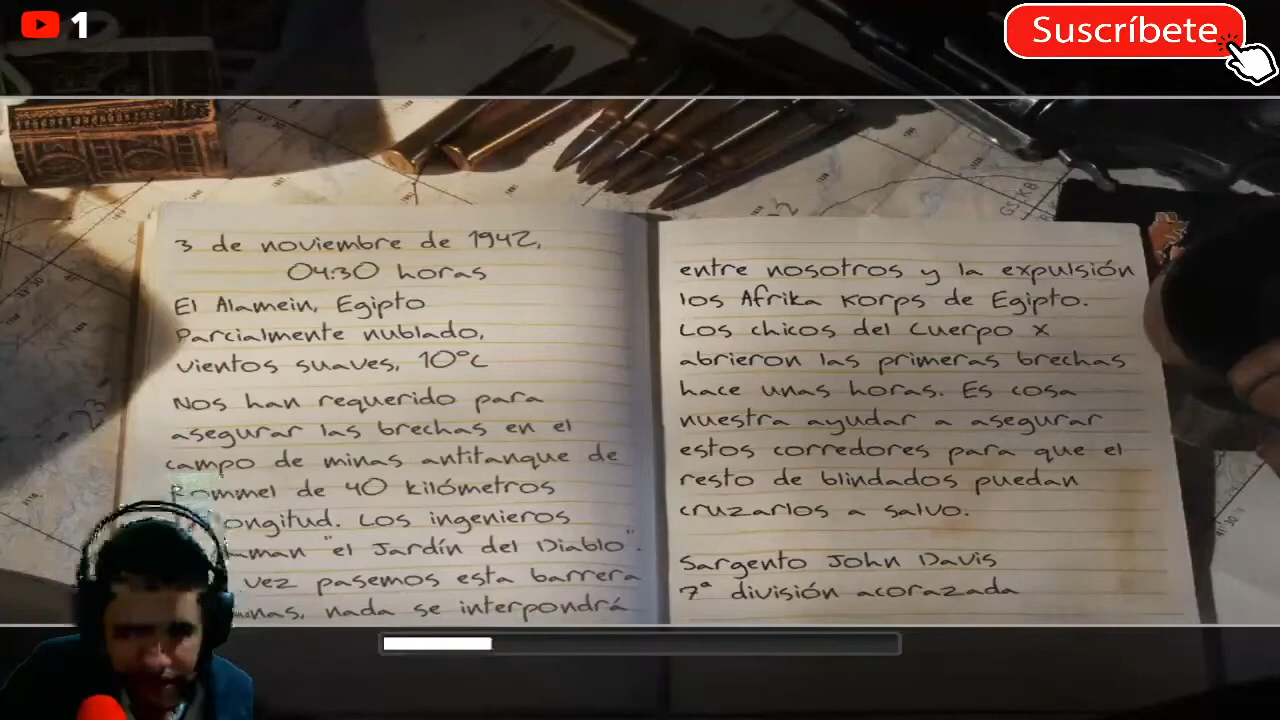 1
Suscríbete
3 de noviembre de 1942,
04:30 horas
El Alamein, Egipto
Parcialmente nublado,
vientos suaves, 10°C
Nos han requerido para
asegurar las brechas en el
campo de minas antitanque de
Rommel de 40 kilómetros
longitud. Los ingenieros
"el Jardín del Diablo".
vez pasemos esta barrera
nada se interpondrá
entre nosotros y la expulsión
los Afrika Korps de Egipto.
Los chicos del Cuerpo X
abrieron las primeras brechas
hace unas horas. Es cosa
nuestra ayudar a asegurar
estos corredores para que el
resto de blindados puedan
cruzarlos a salvo.
Sargento John Davis
7ª división acorazada